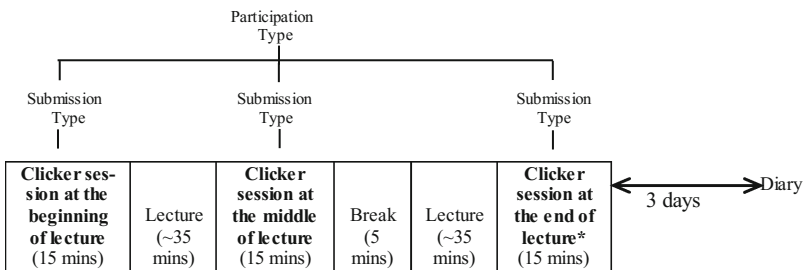 Participation
Type
Submission
Type
Submission
Type
Submission
Type
Clicker ses-
sion at the
beginning
of lecture
(15 mins)
Lecture
(~35
mins)
Clicker
session at
the middle
of lecture
(15 mins)
Break
(5
mins)
Lecture
(~35
mins)
Clicker
session at
the end of
lecture*
(15 mins)
3 days
Diary